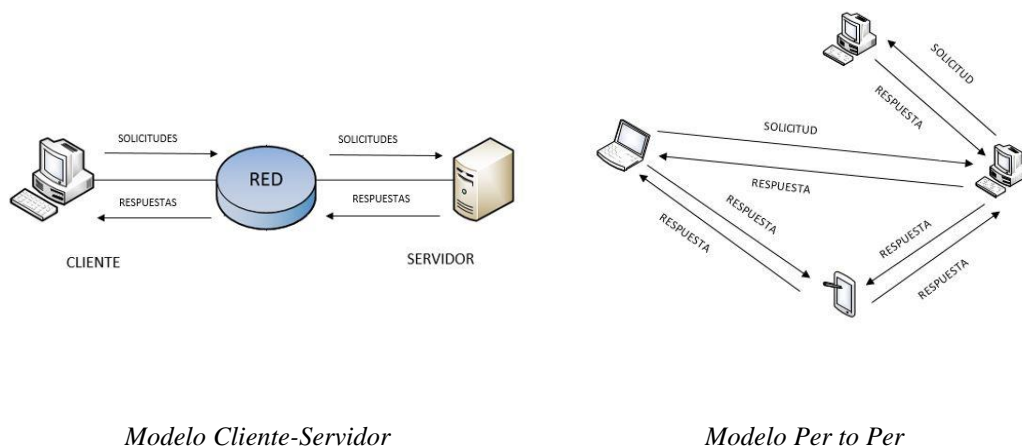 SOLICITUDES
SOLICITUDES
RED
RESPUESTAS
RESPUESTAS
CLIENTE
SERVIDOR
SOLICITUD
RESPUESTA
SOLICITUD
RESPUESTA
RESPUESTA
RESPUESTA
RESPUESTA
RESPUESTA
Modelo Cliente-Servidor
Modelo Per to Per